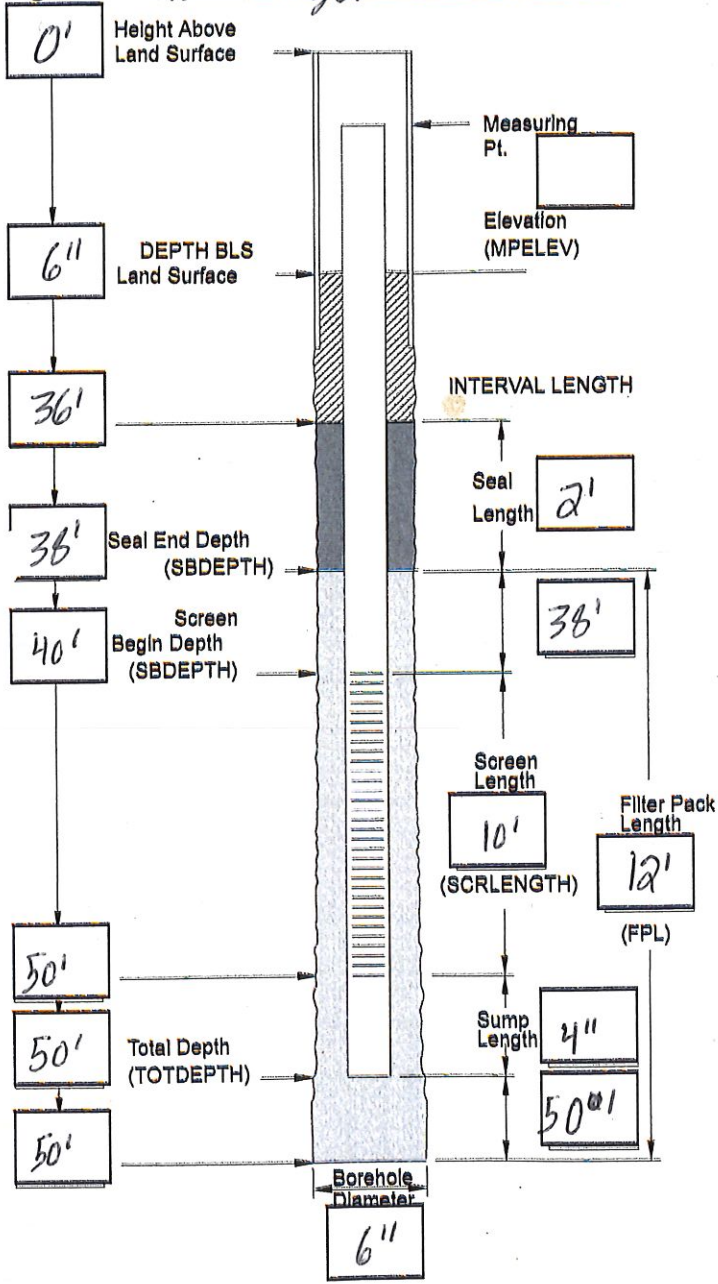 0'
Height Above
Land Surface
Measuring
Pt.
Elevation
(MPELEV)
6"
DEPTH BLS
Land Surface
36'
INTERVAL LENGTH
Seal
Length
2'
38'
Seal End Depth
(SBDEPTH)
38'
40'
Screen
Begin Depth
(SBDEPTH)
Screen
Length
10'
(SCRLENGTH)
Filter Pack
Length
12'
(FPL)
50'
Sump
Length
4"
50'
Total Depth
(TOTDEPTH)
50'
50'
Borehole
Diameter
6"